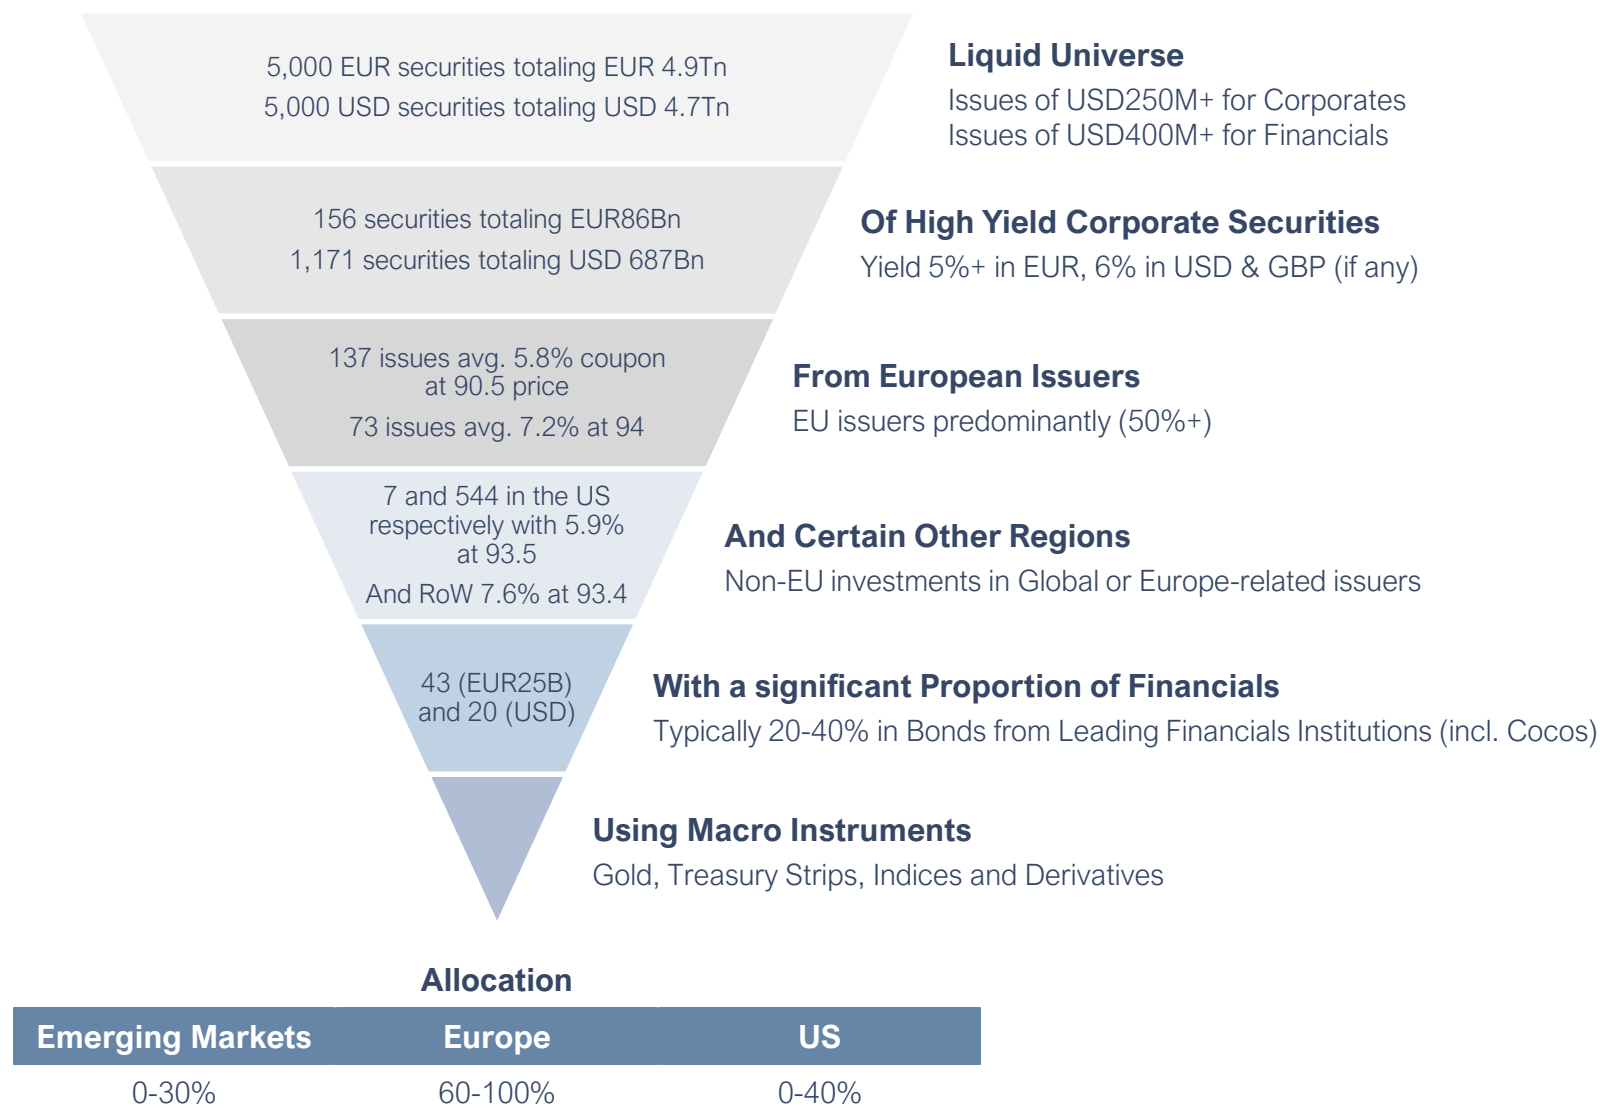 5,000 EUR securities totaling EUR 4.9Tn
5,000 USD securities totaling USD 4.7Tn
Liquid Universe
Issues of USD250M+ for Corporates
Issues of USD400M+ for Financials
156 securities totaling EUR86Bn
1,171 securities totaling USD 687Bn
Of High Yield Corporate Securities
Yield 5%+ in EUR, 6% in USD & GBP (if any)
137 issues avg. 5.8% coupon
at 90.5 price
73 issues avg. 7.2% at 94
From European Issuers
EU issuers predominantly (50%+)
7 and 544 in the US
respectively with 5.9%
at 93.5
And RoW 7.6% at 93.4
And Certain Other Regions
Non-EU investments in Global or Europe-related issuers
43 (EUR25B)
and 20 (USD)
With a significant Proportion of Financials
Typically 20-40% in Bonds from Leading Financials Institutions (incl. Cocos)
Using Macro Instruments
Gold, Treasury Strips, Indices and Derivatives
Allocation
Emerging Markets Europe US
0-30% 60-100% 0-40%